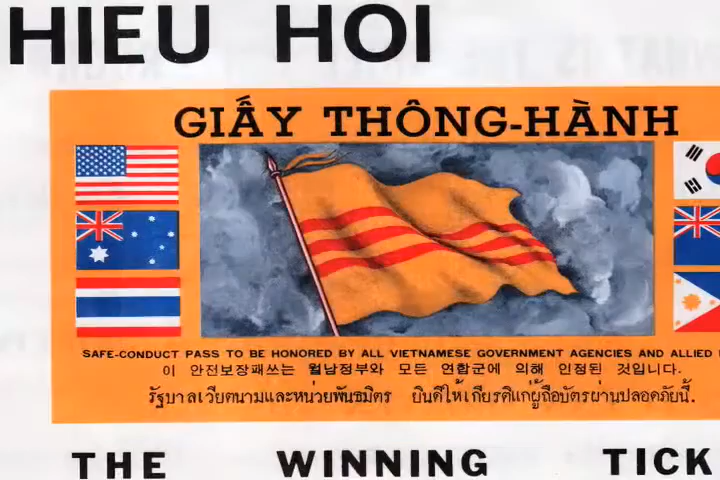 HIEU HOI
GIẤY THÔNG-HÀNH
SAFE-CONDUCT PASS TO BE HONORED BY ALL VIETNAMESE GOVERNMENT AGENCIES AND ALLIED
이 안전보장패쓰는 월남정부와 모든 연합군에 의해 인정된 것입니다.
รัฐบาลเวียตนามและหน่วยพันธมิตร ยินดีให้เกียรติแก่ผู้ถือบัตรผ่านปลอดภัยนี้.
THE WINNING TICK